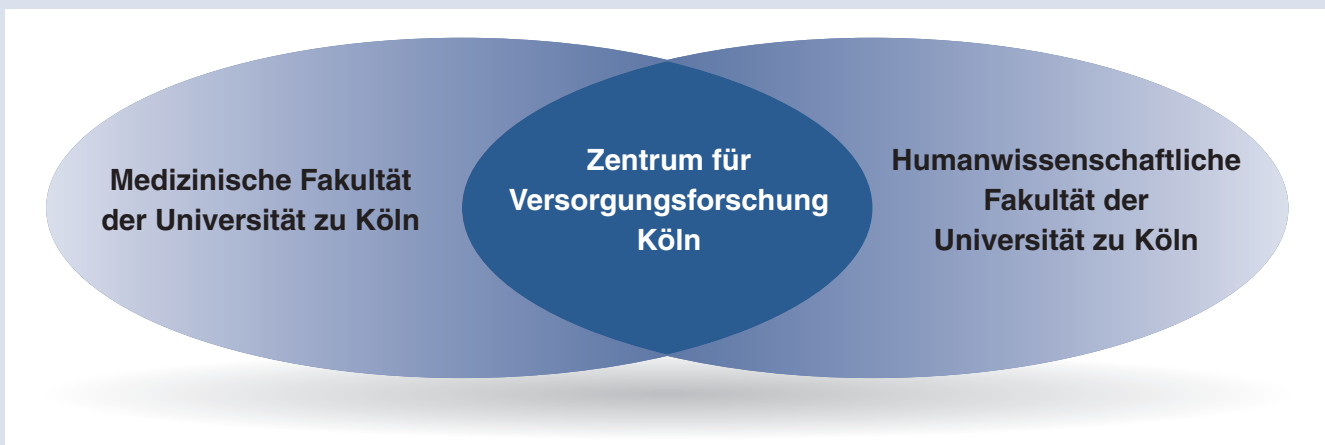 Medizinische Fakultät
der Universität zu Köln
Zentrum für
Versorgungsforschung
Köln
Humanwissenschaftliche
Fakultät der
Universität zu Köln